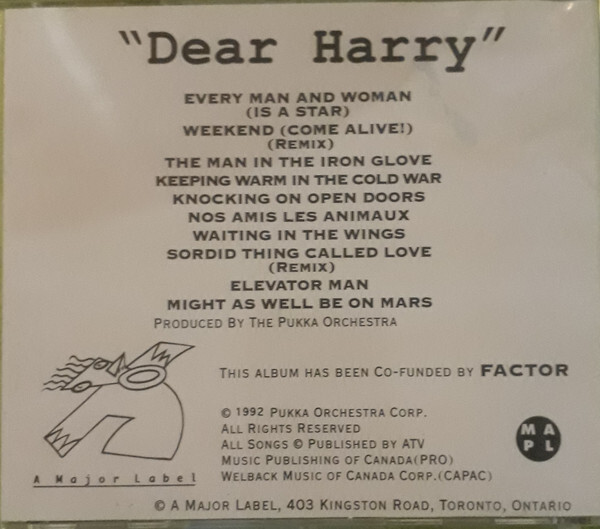 "Dear Harry"
EVERY MAN AND WOMAN
(IS A STAR)
WEEKEND (COME ALIVE!)
(REMIX)
THE MAN IN THE IRON GLOVE
KEEPING WARM IN THE COLD WAR
KNOCKING ON OPEN DOORS
NOS AMIS LES ANIMAUX
WAITING IN THE WINGS
SORDID THING CALLED LOVE
(REMIX)
ELEVATOR MAN
MIGHT AS WELL BE ON MARS
PRODUCED BY THE PUKKA ORCHESTRA
THIS ALBUM HAS BEEN CO-FUNDED BY FACTOR
© 1992 PUKKA ORCHESTRA CORP.
ALL RIGHTS RESERVED
ALL SONGS © PUBLISHED BY ATV
MUSIC PUBLISHING OF CANADA(PRO)
WELBACK MUSIC OF CANADA CORP.(CAPAC)
MA
PL
A Major Label
© A MAJOR LABEL, 403 KINGSTON ROAD, TORONTO, ONTARIO